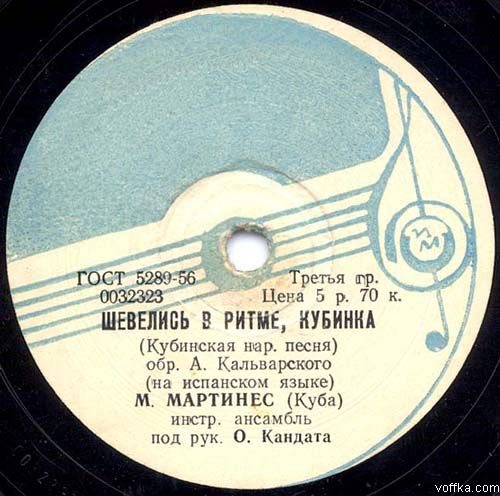 ИМ
ГОСТ 5289-56 Третья гр.
0032323 Цена 5 р. 70 к.
ШЕВЕЛИСЬ В РИТМЕ, КУБИНКА
(Кубинская нар. песня)
обр. А. Кальварского
(на испанском языке)
М. МАРТИНЕС (Куба)
инстр. ансамбль
под рук. О. Кандата
voffka.com